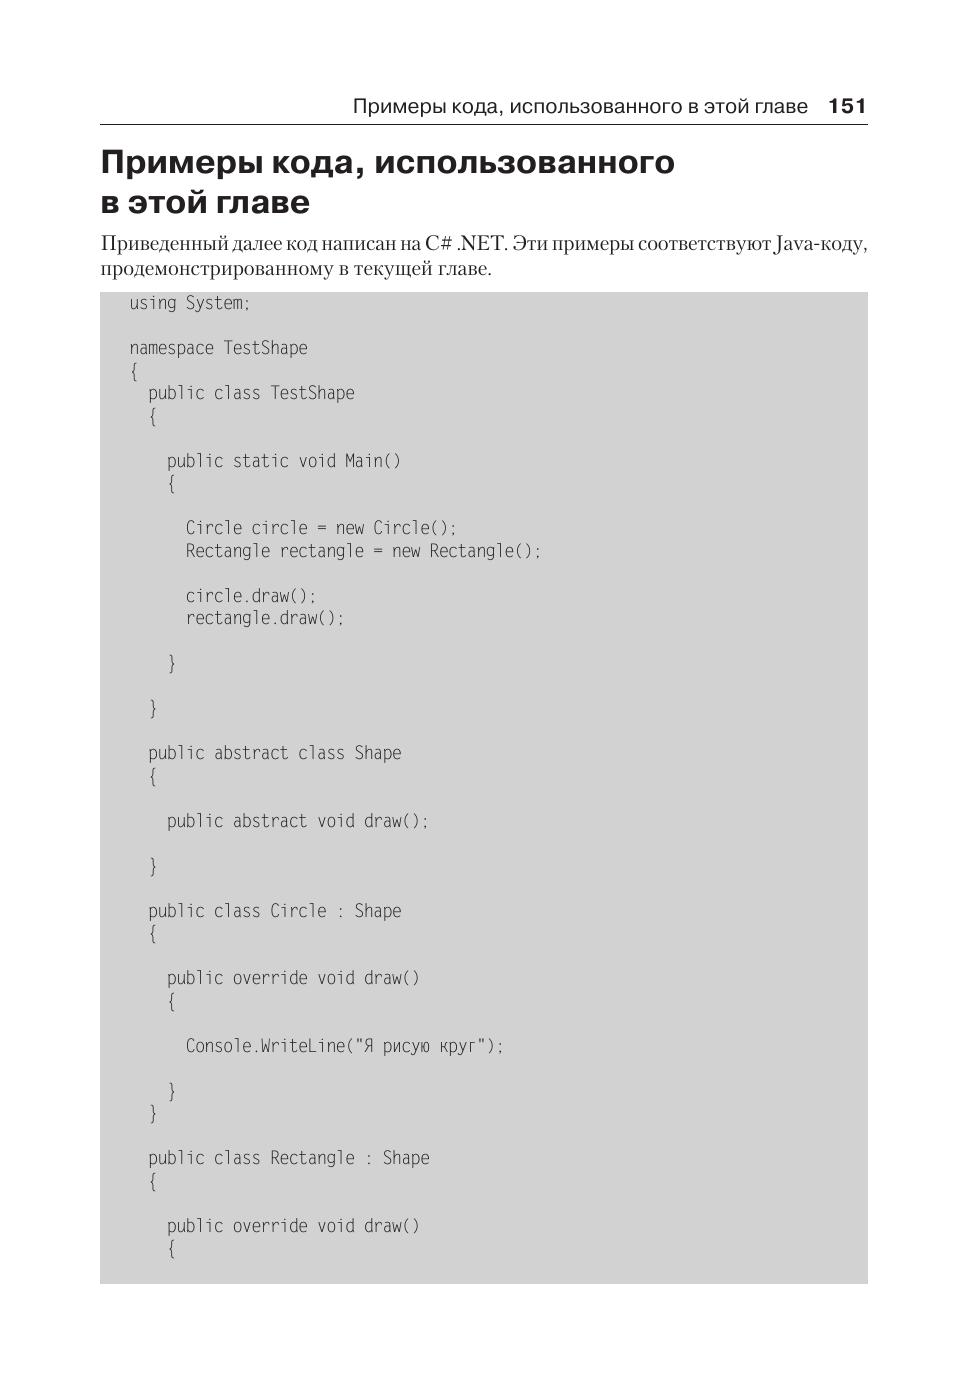 Примеры кода, использованного в этой главе 151
Примеры кода, использованного
в этой главе
Приведенный далее код написан на C# .NET. Эти примеры соответствуют Java-коду,
продемонстрированному в текущей главе.
using System;
namespace TestShape
{
public class TestShape
{
public static void Main()
{
Circle circle = new Circle();
Rectangle rectangle = new Rectangle();
circle.draw();
rectangle.draw();
}
}
public abstract class Shape
{
public abstract void draw();
}
public class Circle : Shape
{
public override void draw()
{
Console.WriteLine("Я рисую круг");
}
}
public class Rectangle : Shape
{
public override void draw()
{